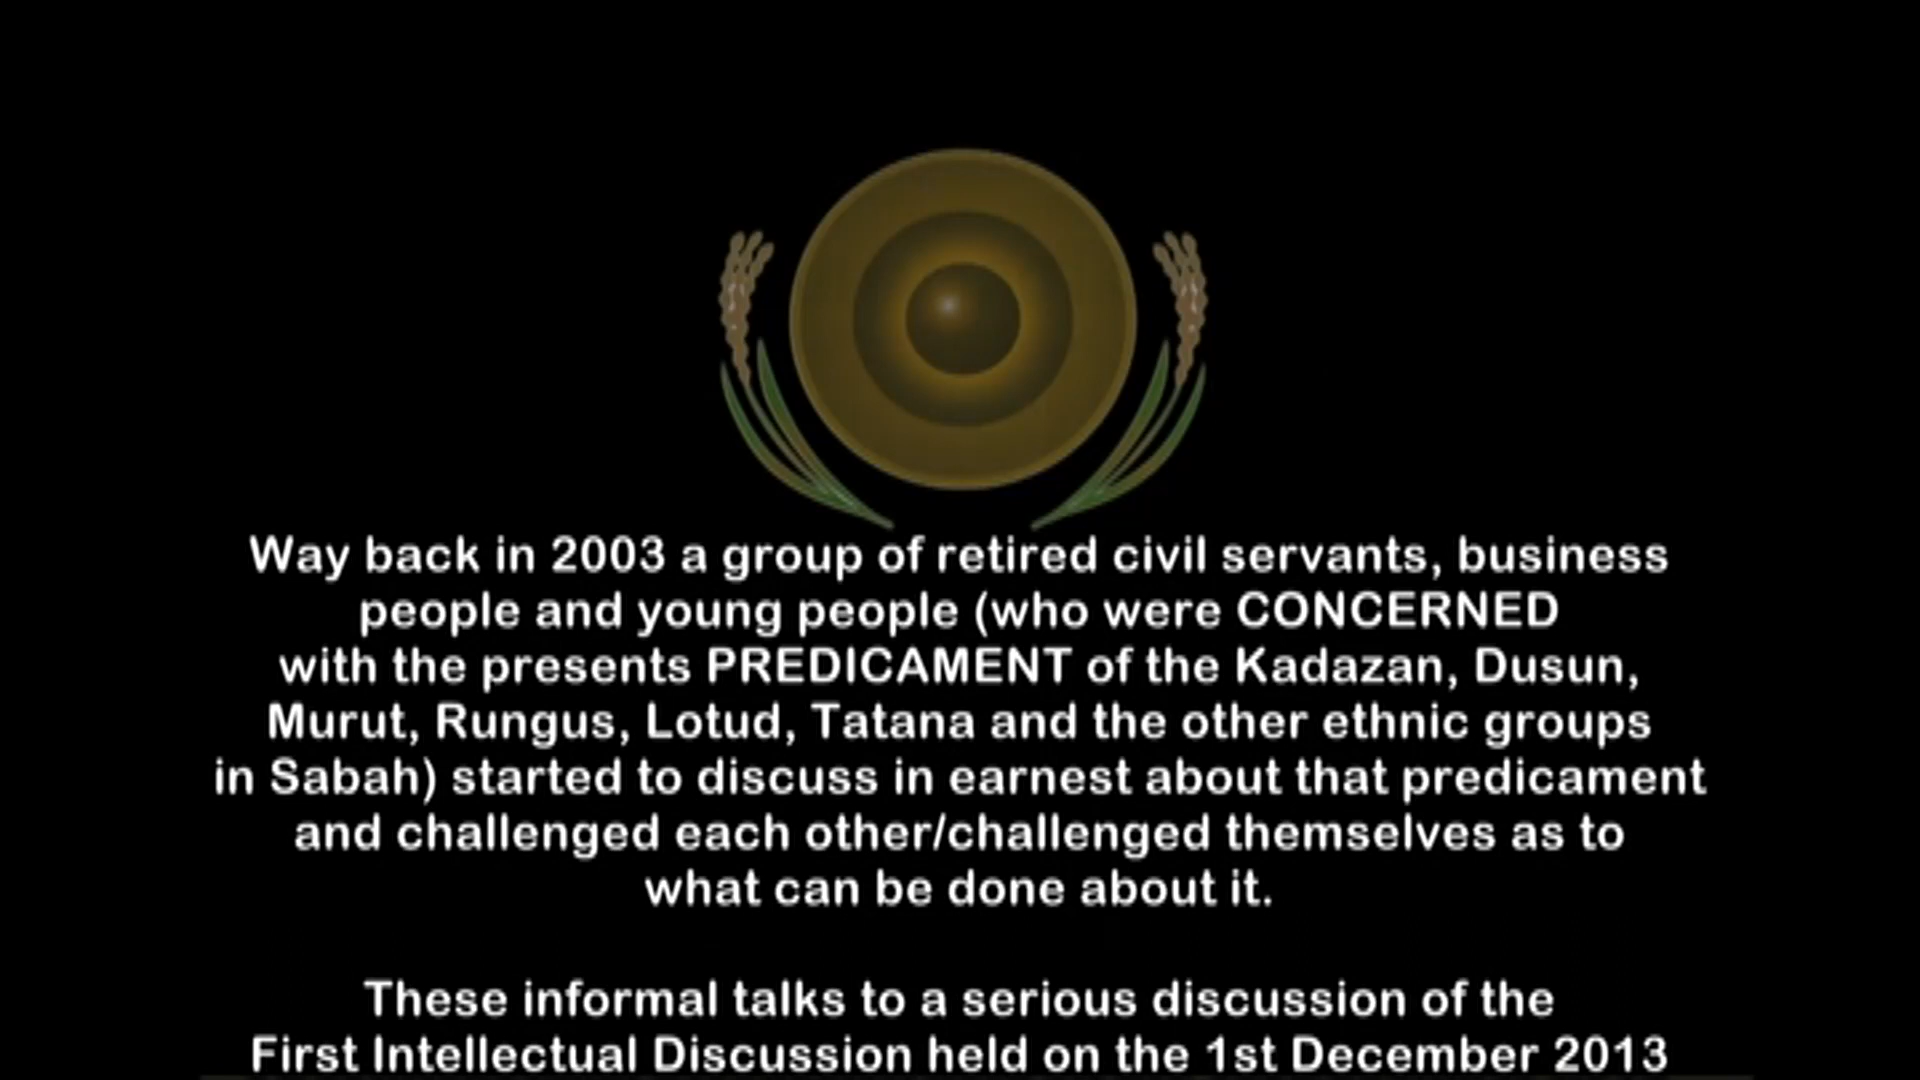 Way back in 2003 a group of retired civil servants, business
people and young people (who were CONCERNED
with the presents PREDICAMENT of the Kadazan, Dusun,
Murut, Rungus, Lotud, Tatana and the other ethnic groups
in Sabah) started to discuss in earnest about that predicament
and challenged each other/challenged themselves as to
what can be done about it.
These informal talks to a serious discussion of the
First Intellectual Discussion held on the 1st December 2013